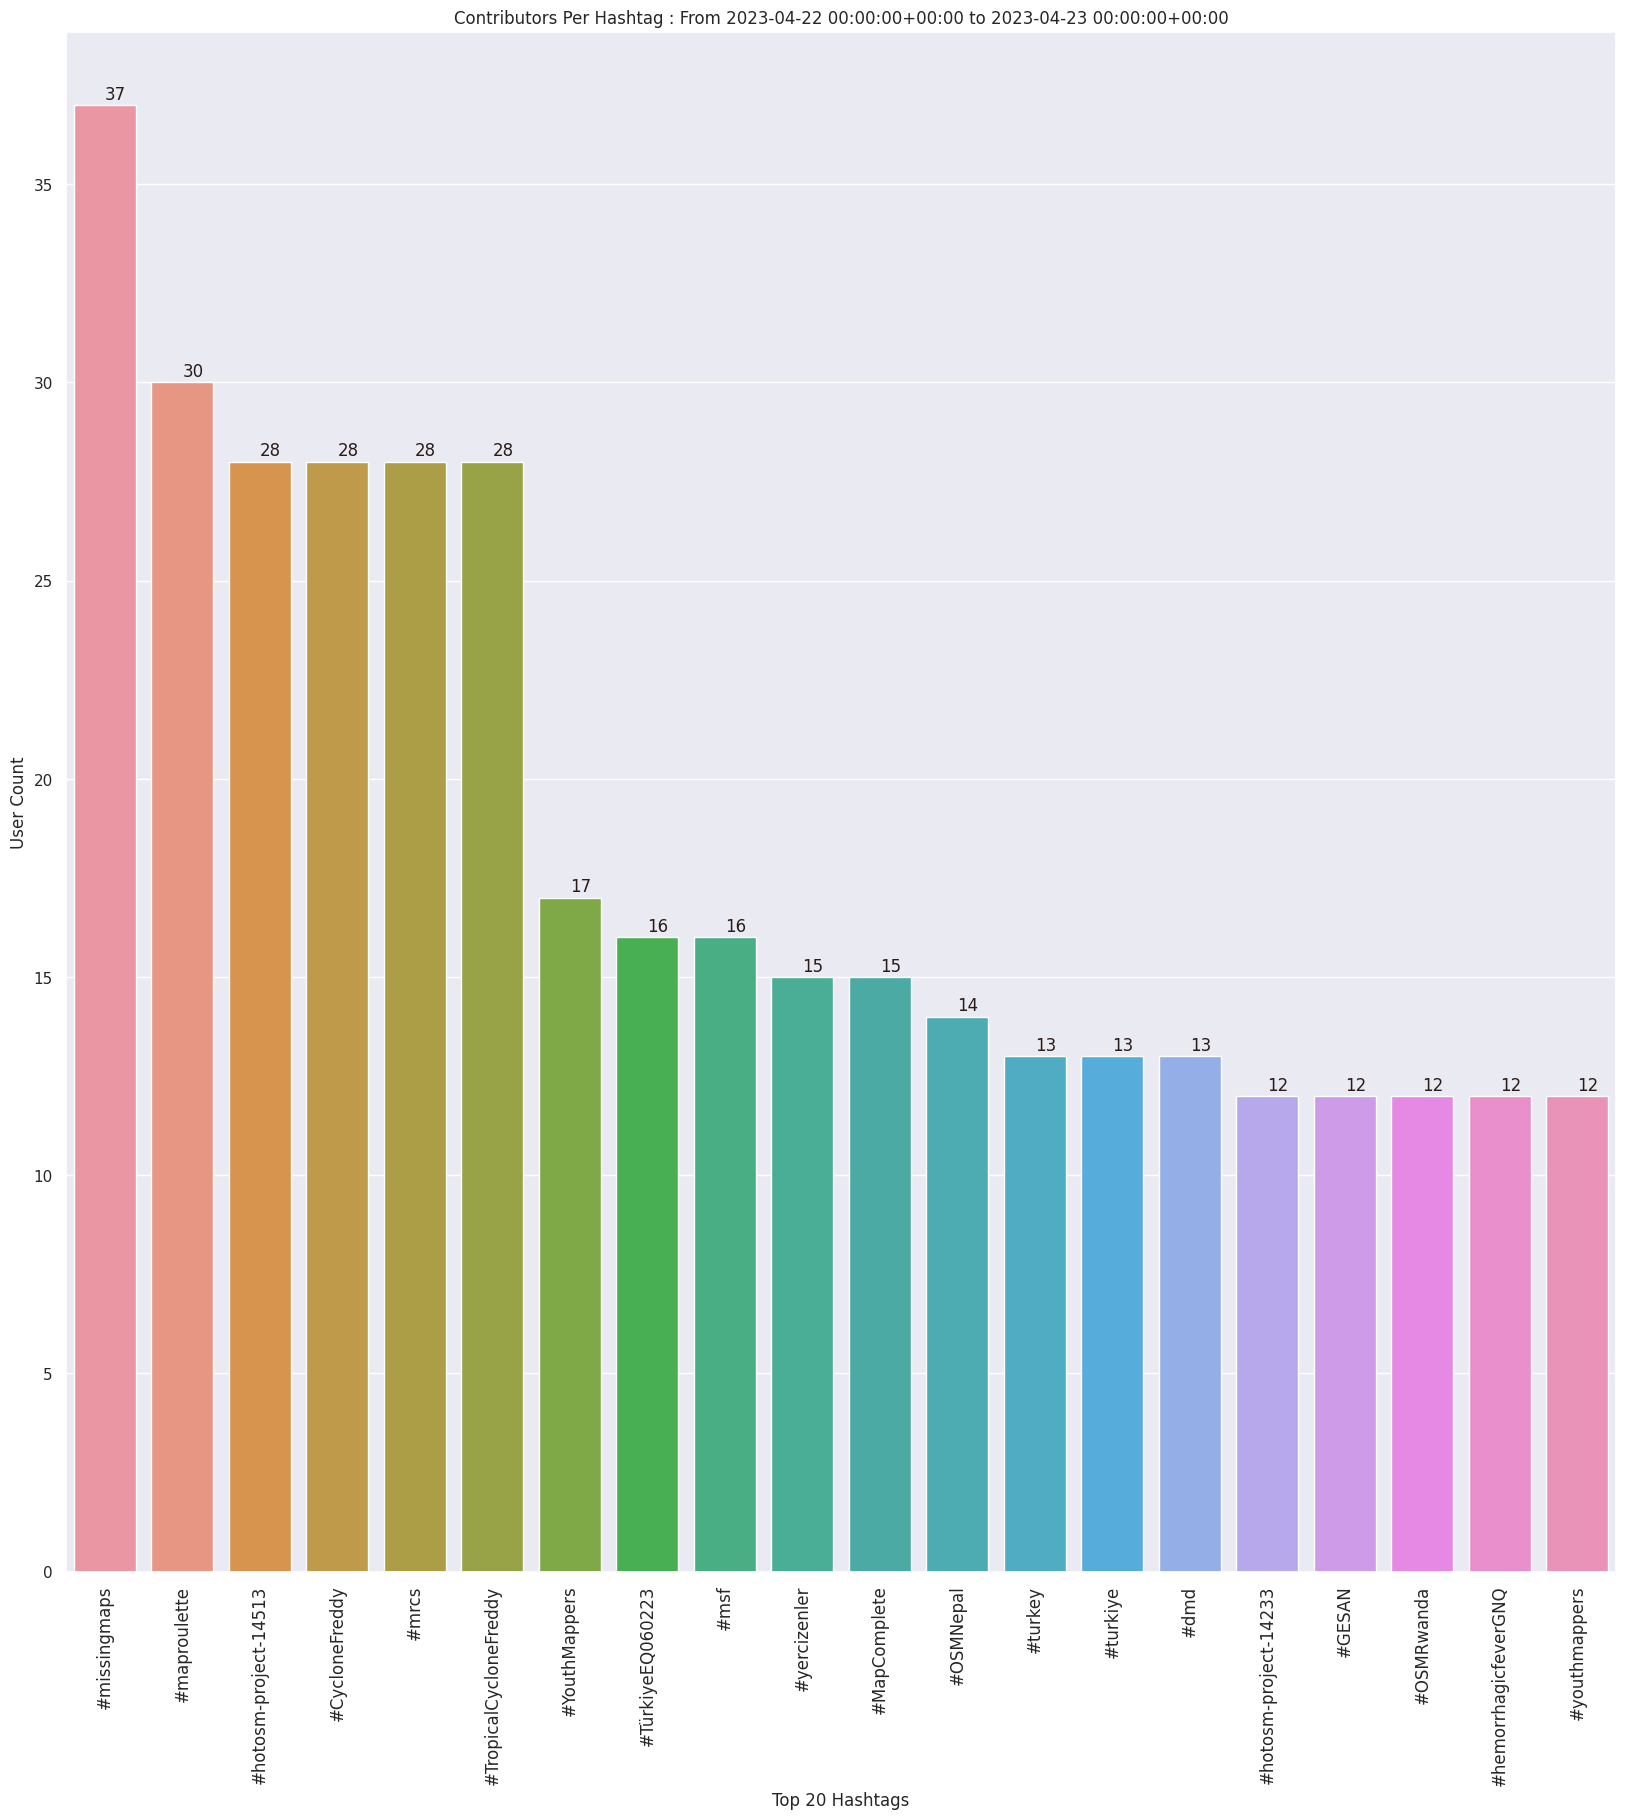 Contributors Per Hashtag : From 2023-04-22 00:00:00+00:00 to 2023-04-23 00:00:00+00:00
37
35
30
30
28
28
28
28
25
20
User Count
17
16
16
15
15
15
14
13
13
13
12
12
12
12
12
10
5
0
#missingmaps
#maproulette
#hotosm-project-14513
#CycloneFreddy
#mrcs
#TropicalCycloneFreddy
#YouthMappers
#TürkiyeEQ060223
#msf
#yercizenler
#MapComplete
#OSMNepal
#turkey
#turkiye
#dmd
#hotosm-project-14233
#GESAN
#OSMRwanda
#hemorrhagicfeverGNQ
#youthmappers
Top 20 Hashtags